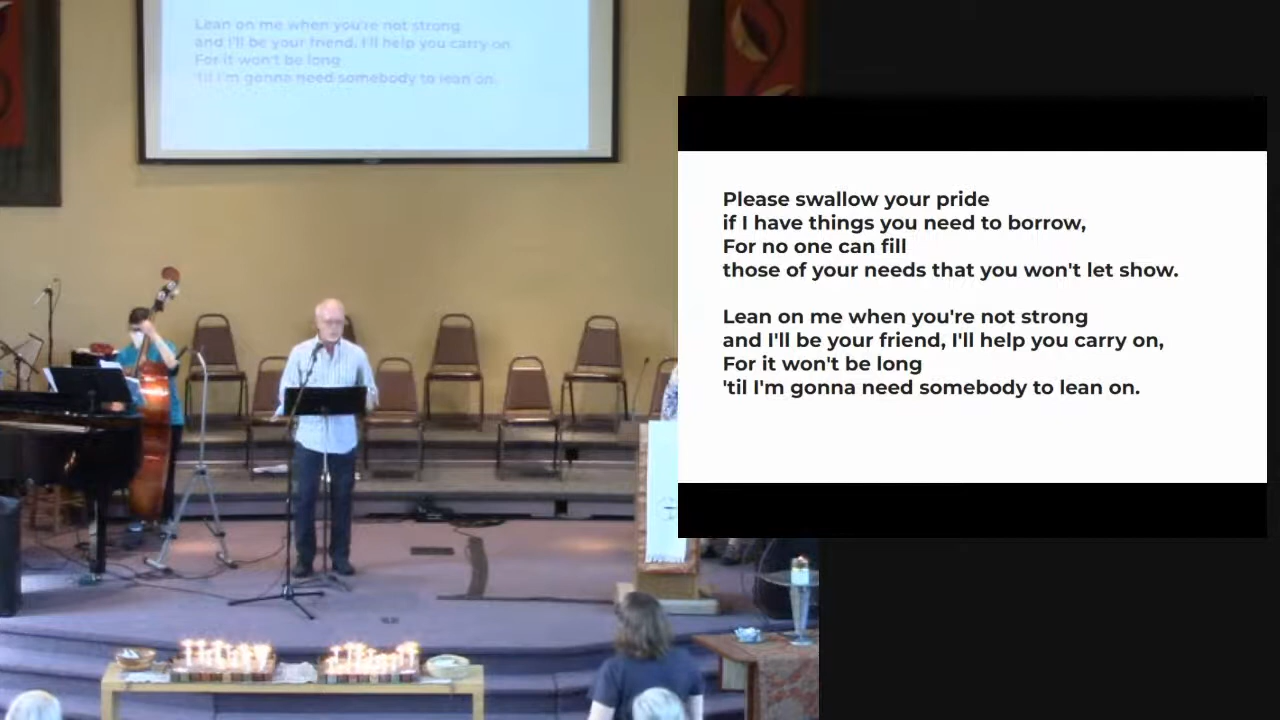 Lean on me when you're not strong
and I'll be your friend, I'll help you carry on
For it won't be long
'til I'm gonna need somebody to lean on.
Please swallow your pride
if I have things you need to borrow,
For no one can fill
those of your needs that you won't let show.
Lean on me when you're not strong
and I'll be your friend, I'll help you carry on,
For it won't be long
'til I'm gonna need somebody to lean on.